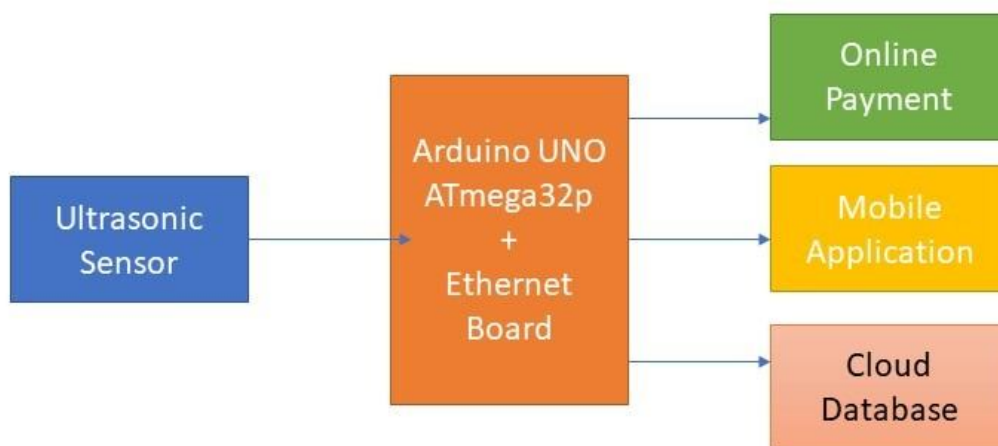 Ultrasonic
Sensor
Arduino UNO
ATmega32p
+
Ethernet
Board
Online
Payment
Mobile
Application
Cloud
Database